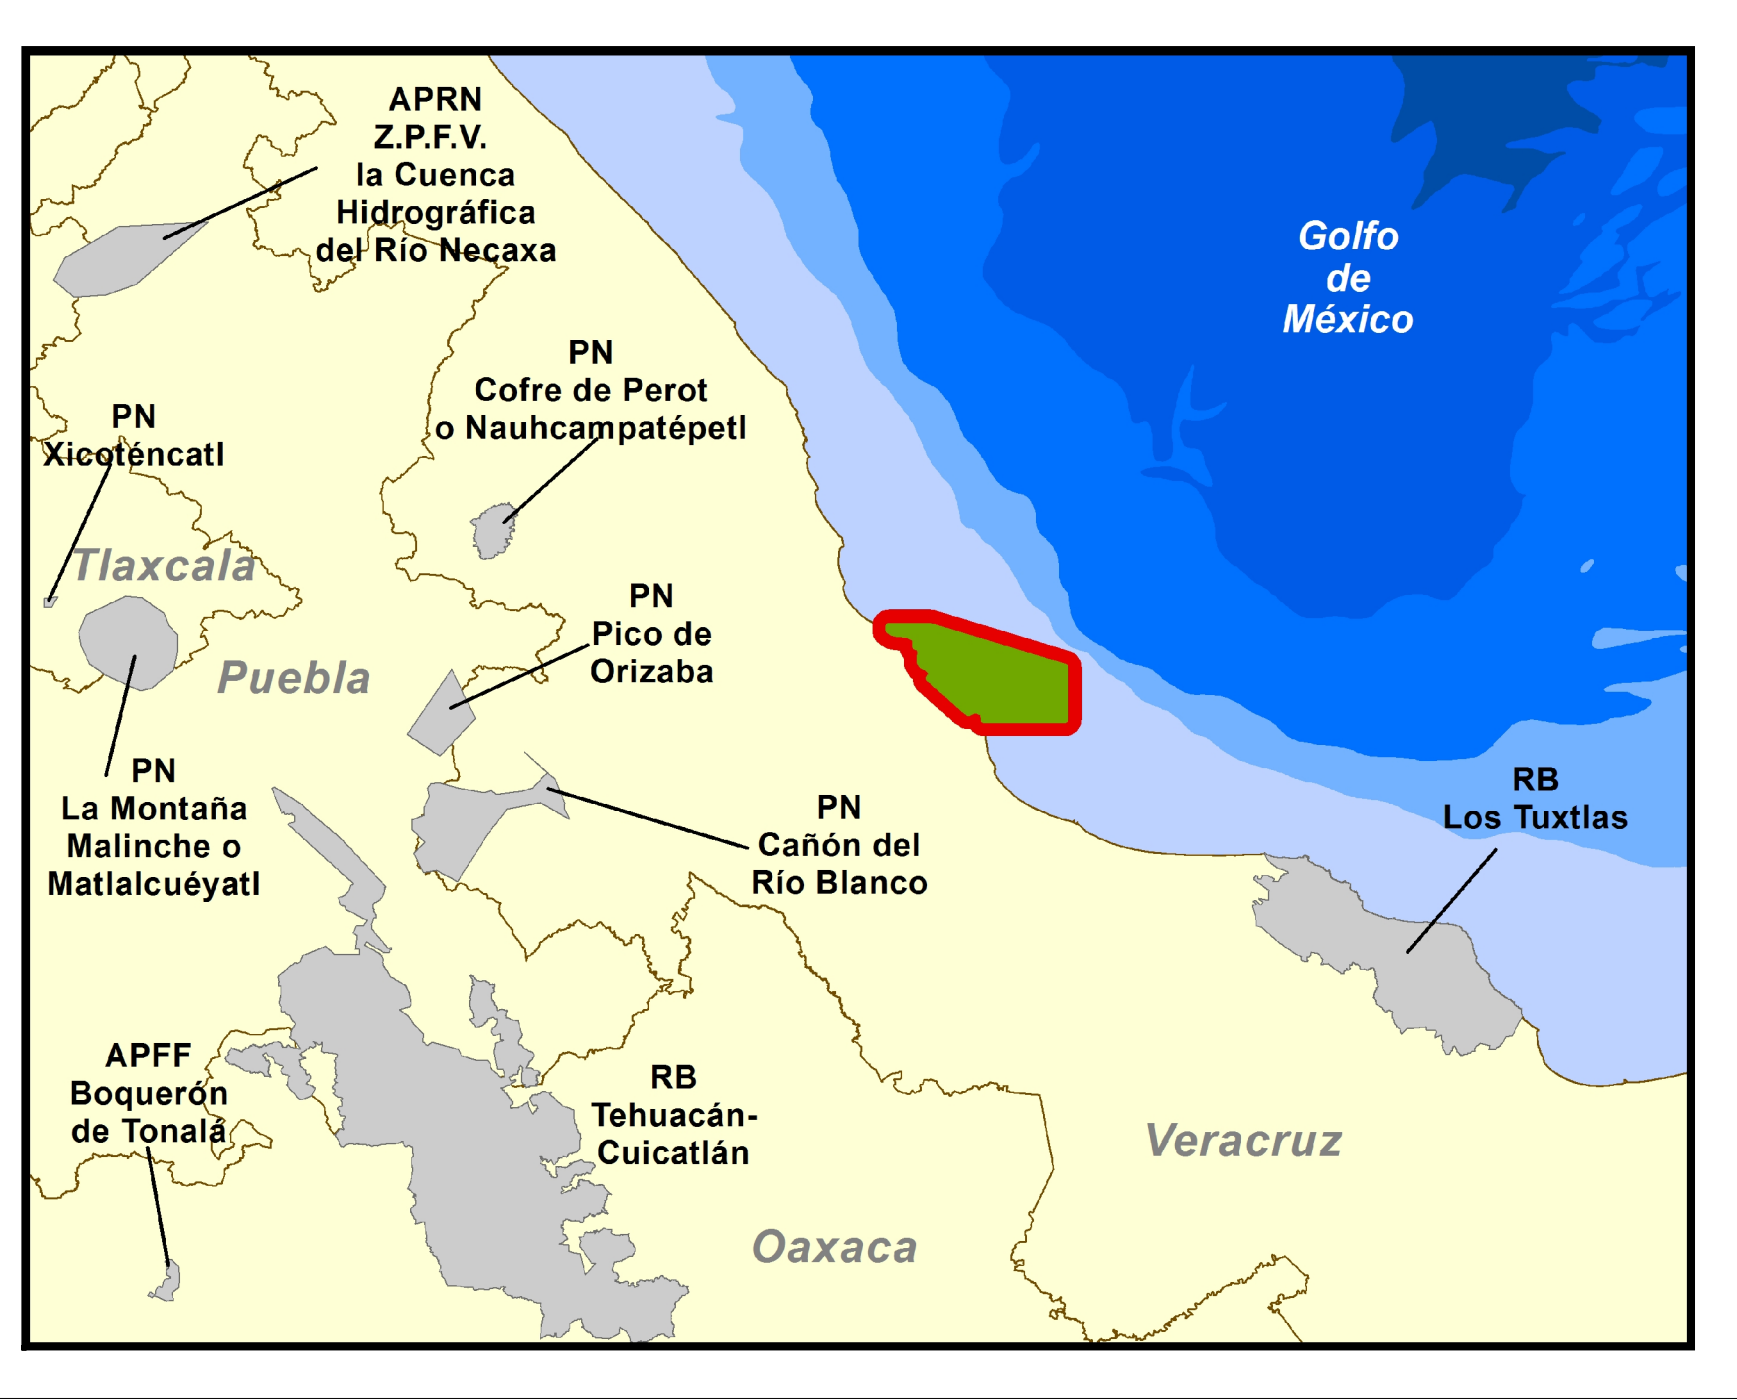 APRN
Z.P.F.V.
la Cuenca
Hidrográfica
del Río Necaxa
Golfo
de
México
PN
Cofre de Perot
o Nauhcampatépetl
PN
Xicoténcatl
Tlaxcala
PN
Pico de
Orizaba
Puebla
PN
La Montaña
Malinche o
Matlalcuéyatl
PN
Cañón del
Río Blanco
RB
Los Tuxtlas
APFF
Boquerón
de Tonalá
RB
Tehuacán-
Cuicatlán
Veracruz
Oaxaca